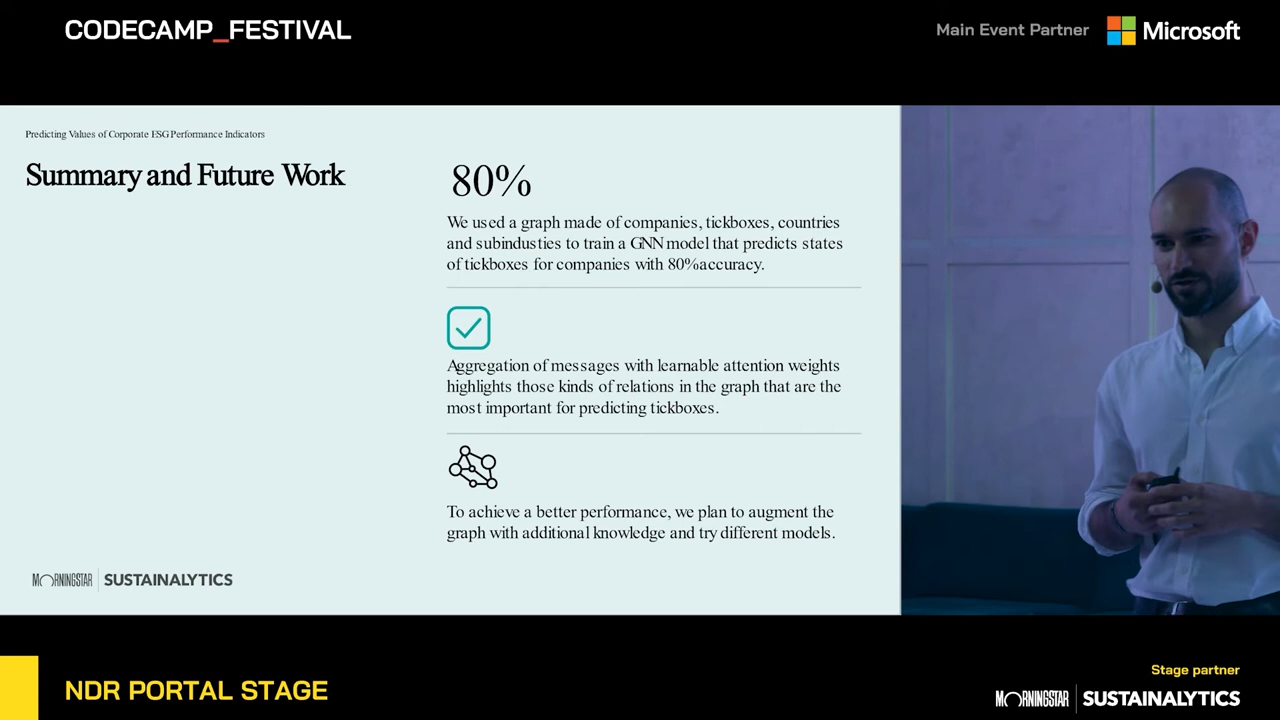 CODECAMP_FESTIVAL
Main Event Partner
Microsoft
Predicting Values of Corporate ESG Performance Indicators
Summary and Future Work
80%
We used a graph made of companies, tickboxes, countries
and subindusties to train a GNN model that predicts states
of tickboxes for companies with 80% accuracy.
Aggregation of messages with learnable attention weights
highlights those kinds of relations in the graph that are the
most important for predicting tickboxes.
To achieve a better performance, we plan to augment the
graph with additional knowledge and try different models.
MORNINGSTAR | SUSTAINALYTICS
NDR PORTAL STAGE
Stage partner
MORNINGSTAR | SUSTAINALYTICS